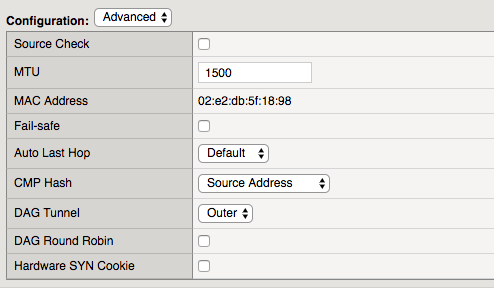 Configuration: Advanced
Source Check
MTU 1500
MAC Address 02:e2:db:5f:18:98
Fail-safe
Auto Last Hop Default
CMP Hash Source Address
DAG Tunnel Outer
DAG Round Robin
Hardware SYN Cookie